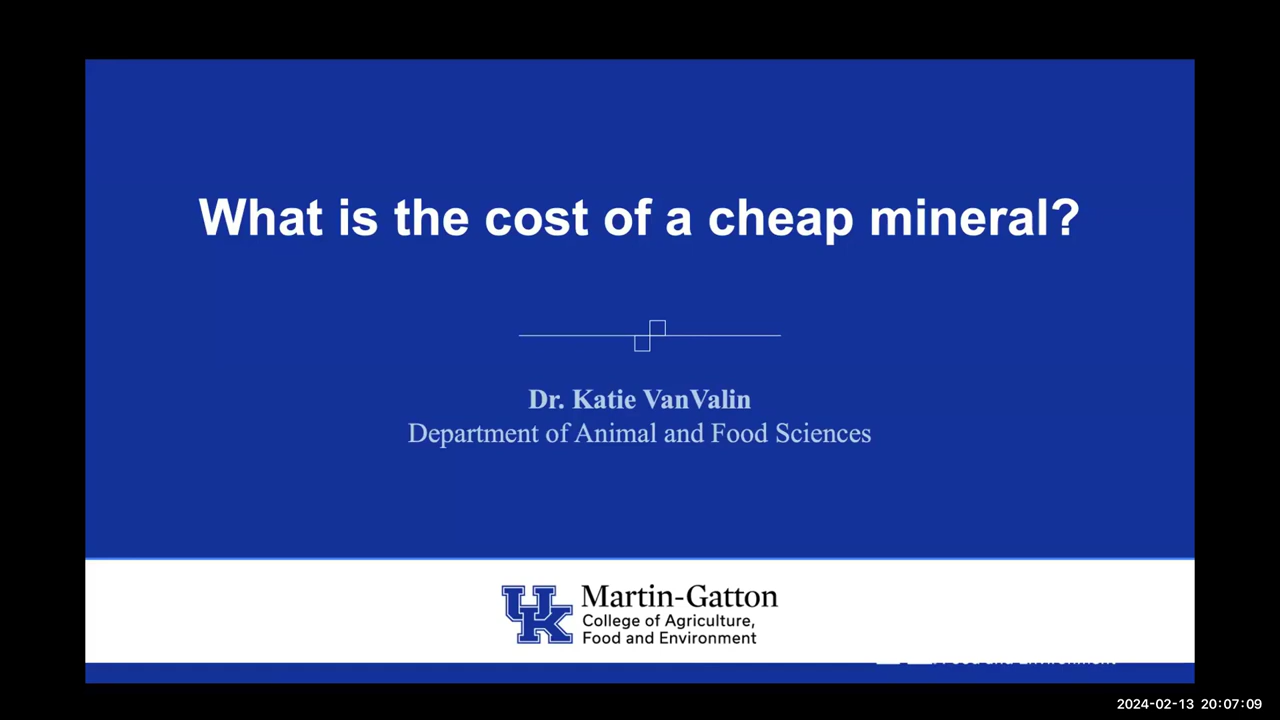 What is the cost of a cheap mineral?
Dr. Katie VanValin
Department of Animal and Food Sciences
UK Martin-Gatton
College of Agriculture,
Food and Environment
2024-02-13 20:07:09